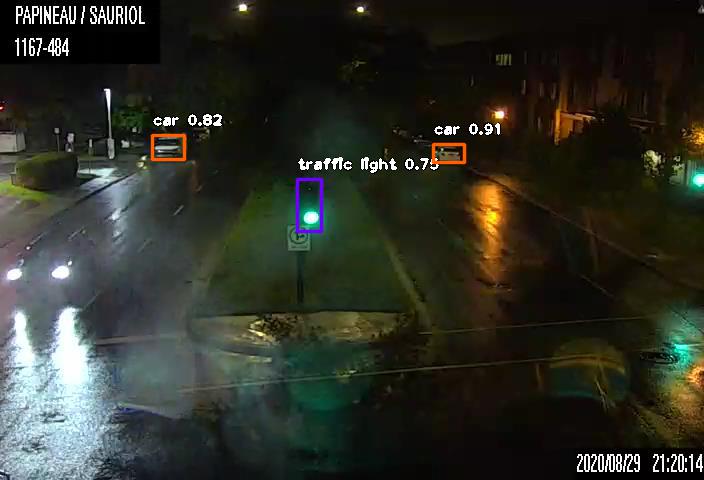 PAPINEAU / SAURIOL
1167-484
car 0.82
car 0.91
traffic light 0.75
2020/08/29 21:20:14